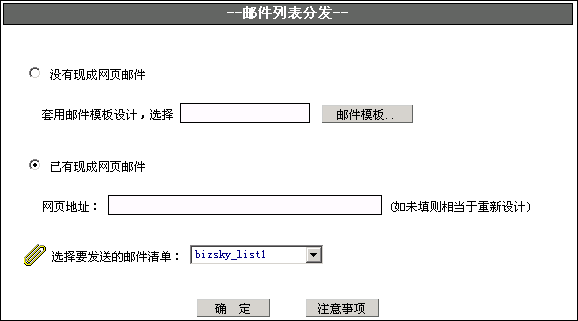 --邮件列表分发--
没有现成网页邮件
套用邮件模板设计，选择 邮件模板..
已有现成网页邮件
网页地址： (如未填则相当于重新设计)
选择要发送的邮件清单： bizsky_list1
确 定 注意事项